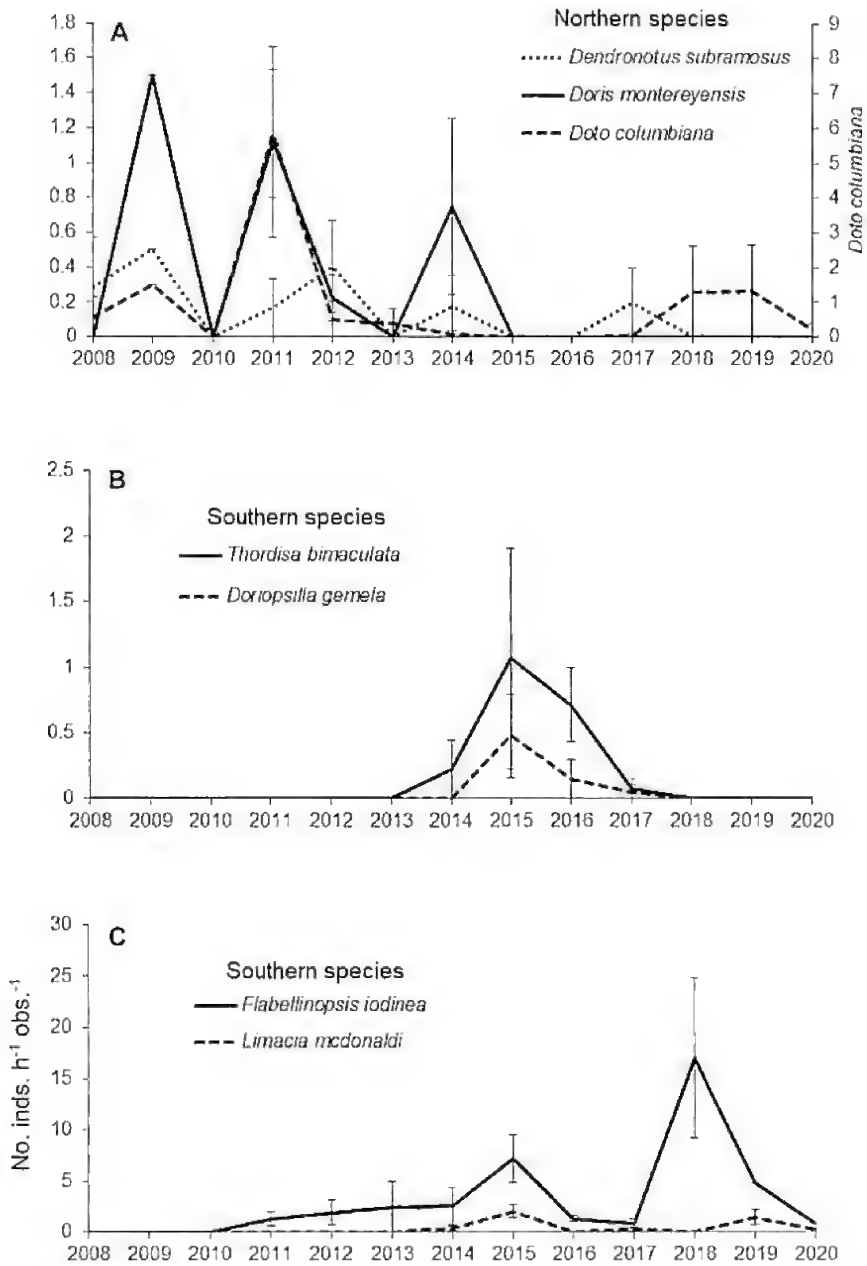 A
Northern species
Dendronotus subramosus
Doris montereyensis
Doto columbiana
1.8
1.6
1.4
1.2
1
0.8
0.6
0.4
0.2
0
9
8
7
6
5
4
3
2
1
0
Doto columbiana
2008 2009 2010 2011 2012 2013 2014 2015 2016 2017 2018 2019 2020
B
Southern species
Thordisa bimaculata
Doriopsilla gemela
2.5
2
1.5
1
0.5
0
2008 2009 2010 2011 2012 2013 2014 2015 2016 2017 2018 2019 2020
C
Southern species
Flabellinopsis iodinea
Limacia mcdonaldi
No. inds. h⁻¹ obs.⁻¹
30
25
20
15
10
5
0
2008 2009 2010 2011 2012 2013 2014 2015 2016 2017 2018 2019 2020